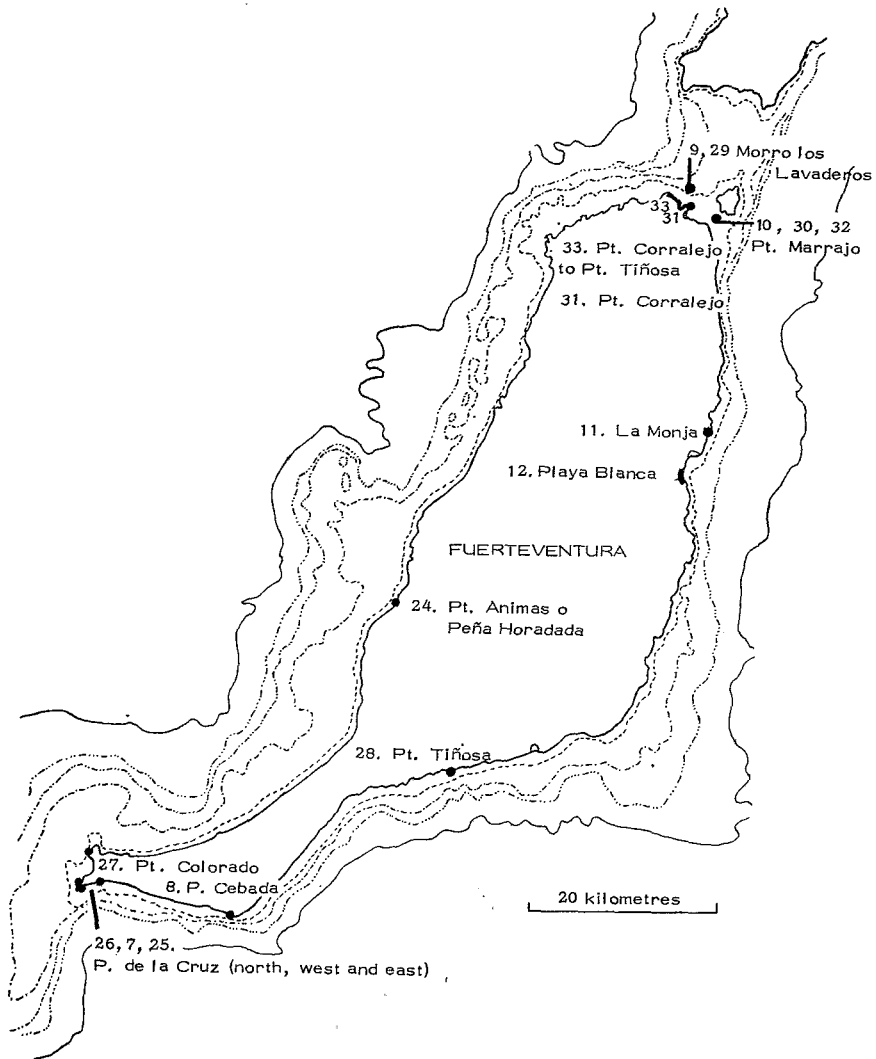 9, 29 Morro los
Lavaderos
33
31
10, 30, 32
Pt. Marrajo
33. Pt. Corralejo
to Pt. Tiñosa
31. Pt. Corralejo
11. La Monja
12. Playa Blanca
FUERTEVENTURA
24. Pt. Animas o
Peña Horadada
28. Pt. Tiñosa
27. Pt. Colorado
8. P. Cebada
20 kilometres
26, 7, 25.
P. de la Cruz (north, west and east)